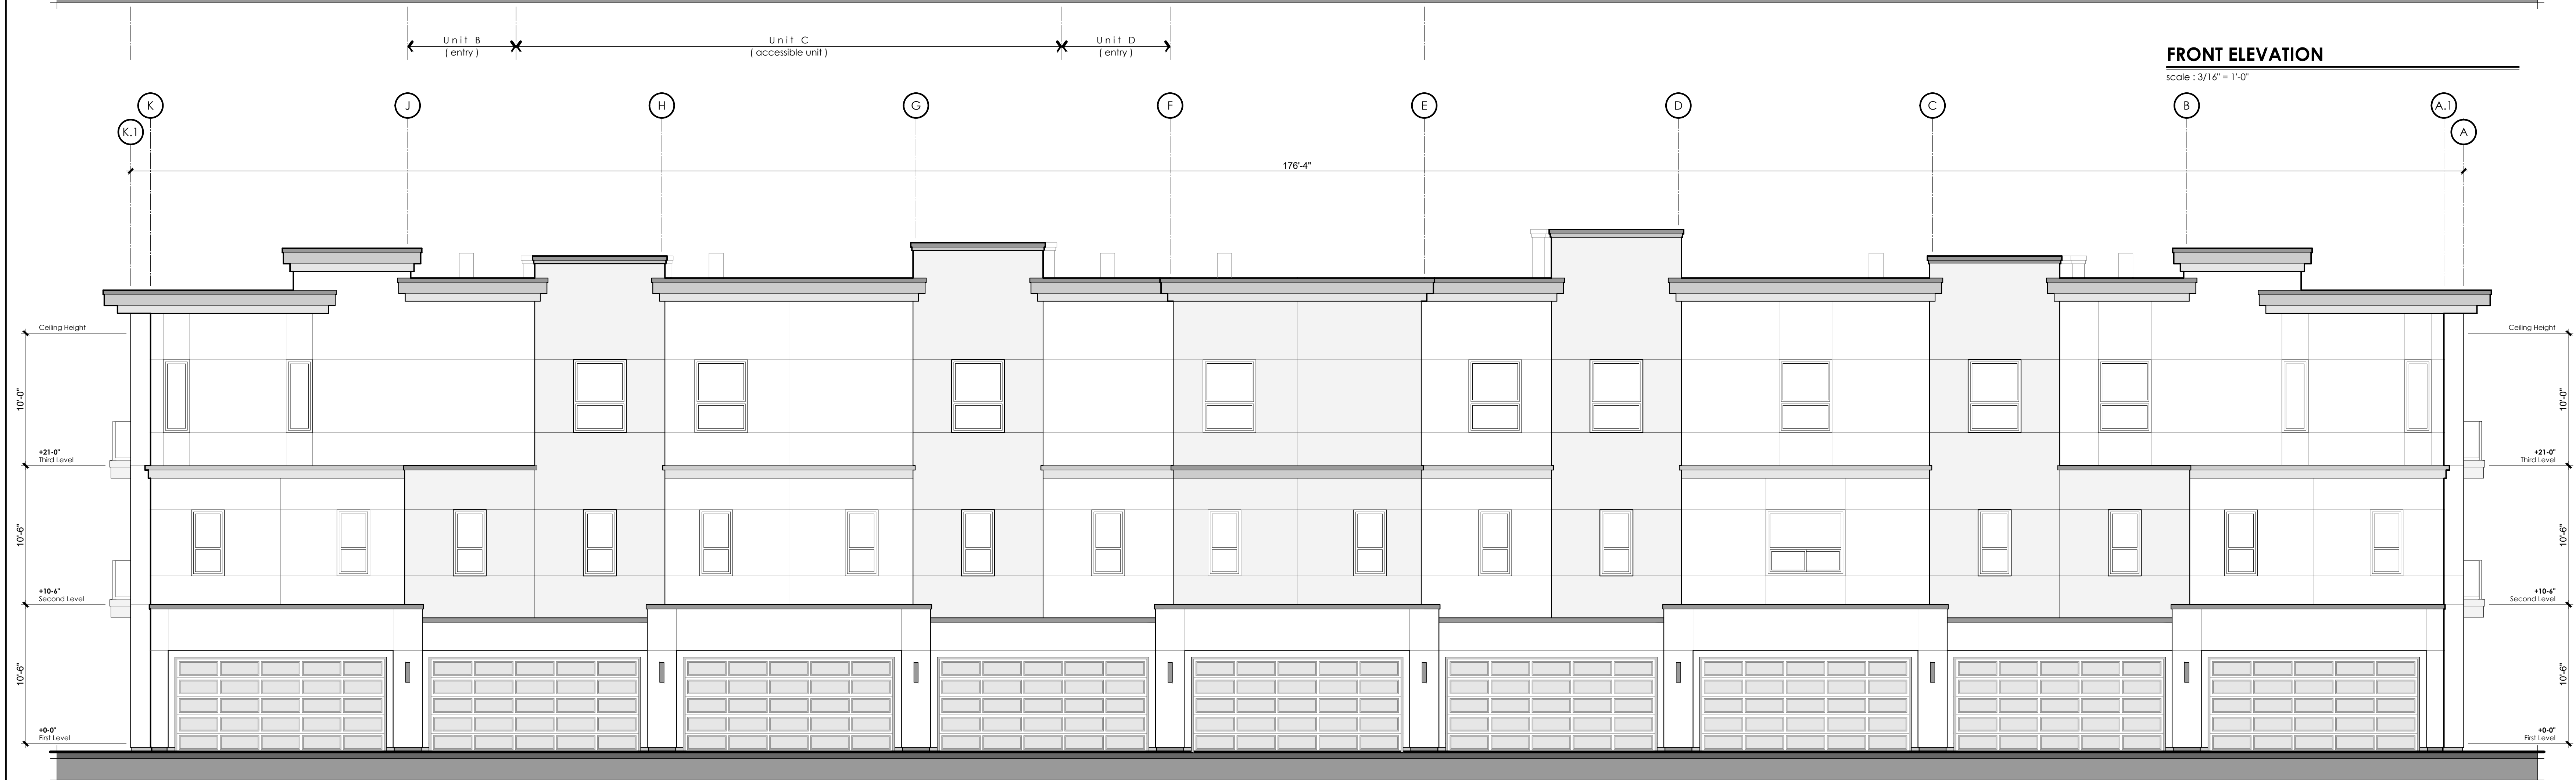 Unit B
( entry )
Unit C
( accessible unit )
Unit D
( entry )
FRONT ELEVATION
scale : 3/16" = 1'-0"
K
J
H
G
F
E
D
C
B
A.1
K.1
A
176'-4"
Ceiling Height
Ceiling Height
10'-0"
10'-0"
+21-0"
Third Level
+21-0"
Third Level
10'-6"
10'-6"
+10-6"
Second Level
+10-6"
Second Level
10'-6"
10'-6"
+0-0"
First Level
+0-0"
First Level